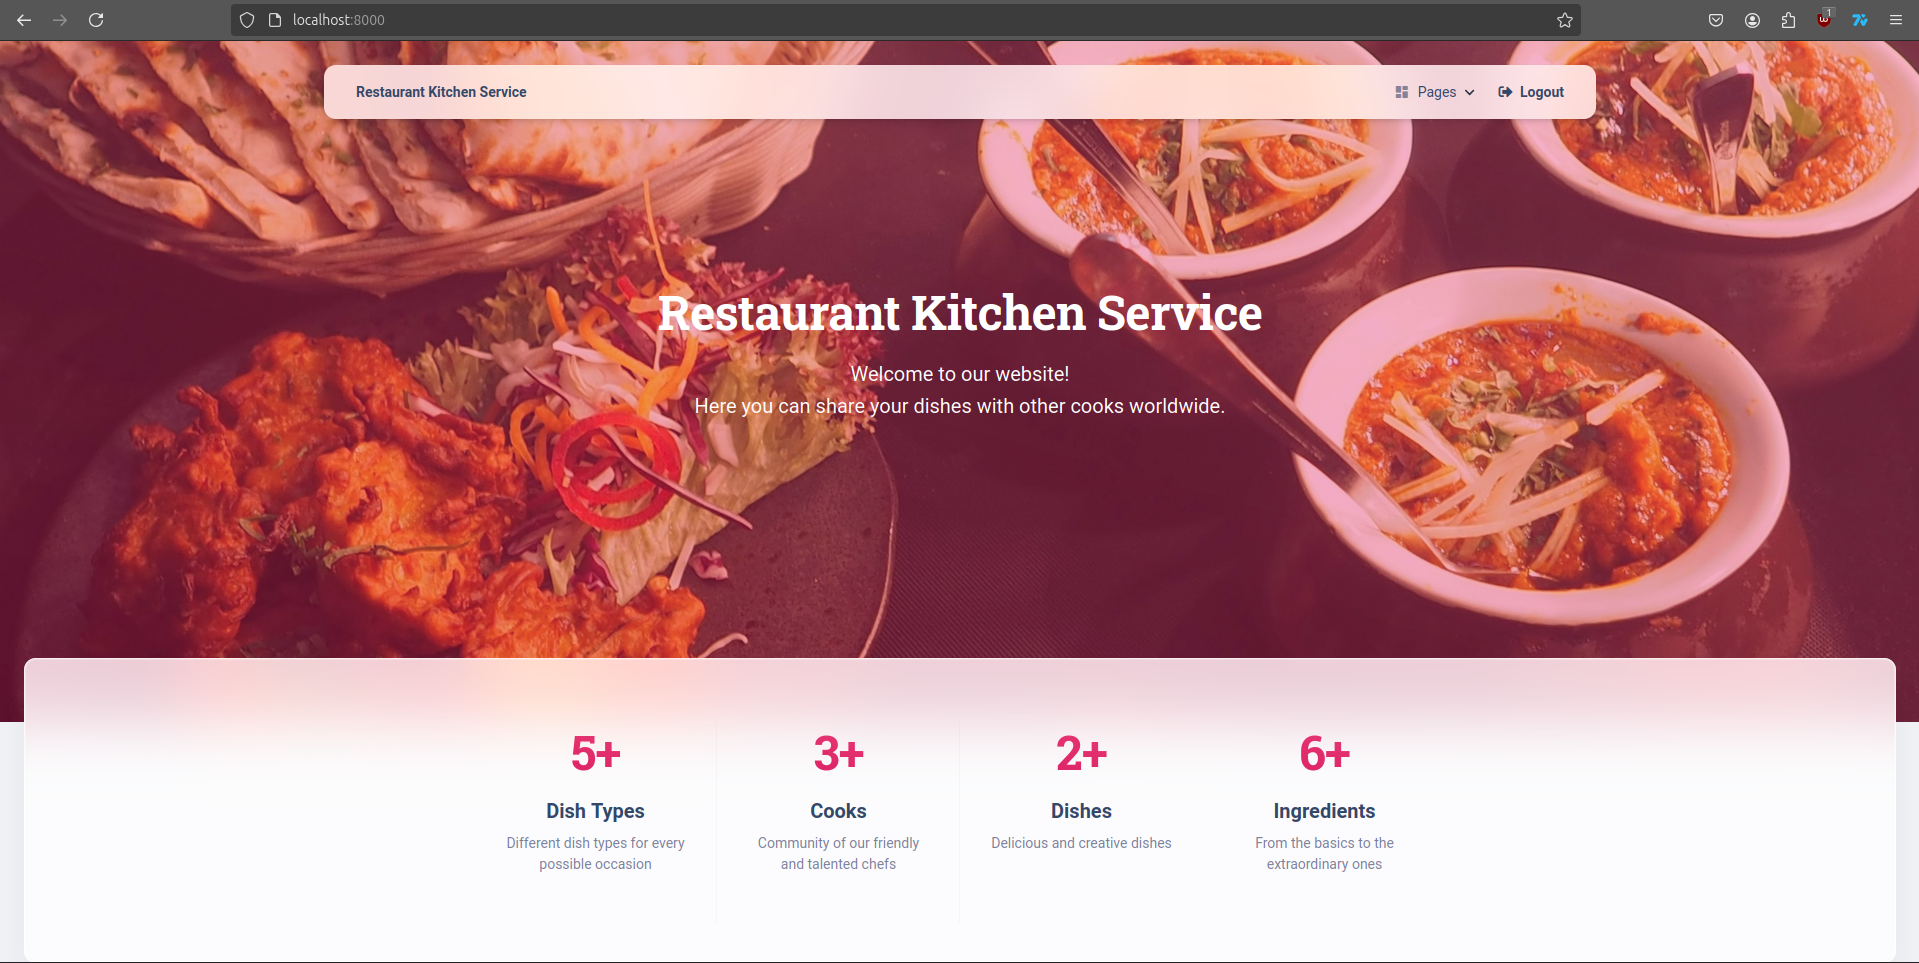 localhost:8000
1
Restaurant Kitchen Service
Pages
Logout
Restaurant Kitchen Service
Welcome to our website!
Here you can share your dishes with other cooks worldwide.
5+
Dish Types
Different dish types for every
possible occasion
3+
Cooks
Community of our friendly
and talented chefs
2+
Dishes
Delicious and creative dishes
6+
Ingredients
From the basics to the
extraordinary ones